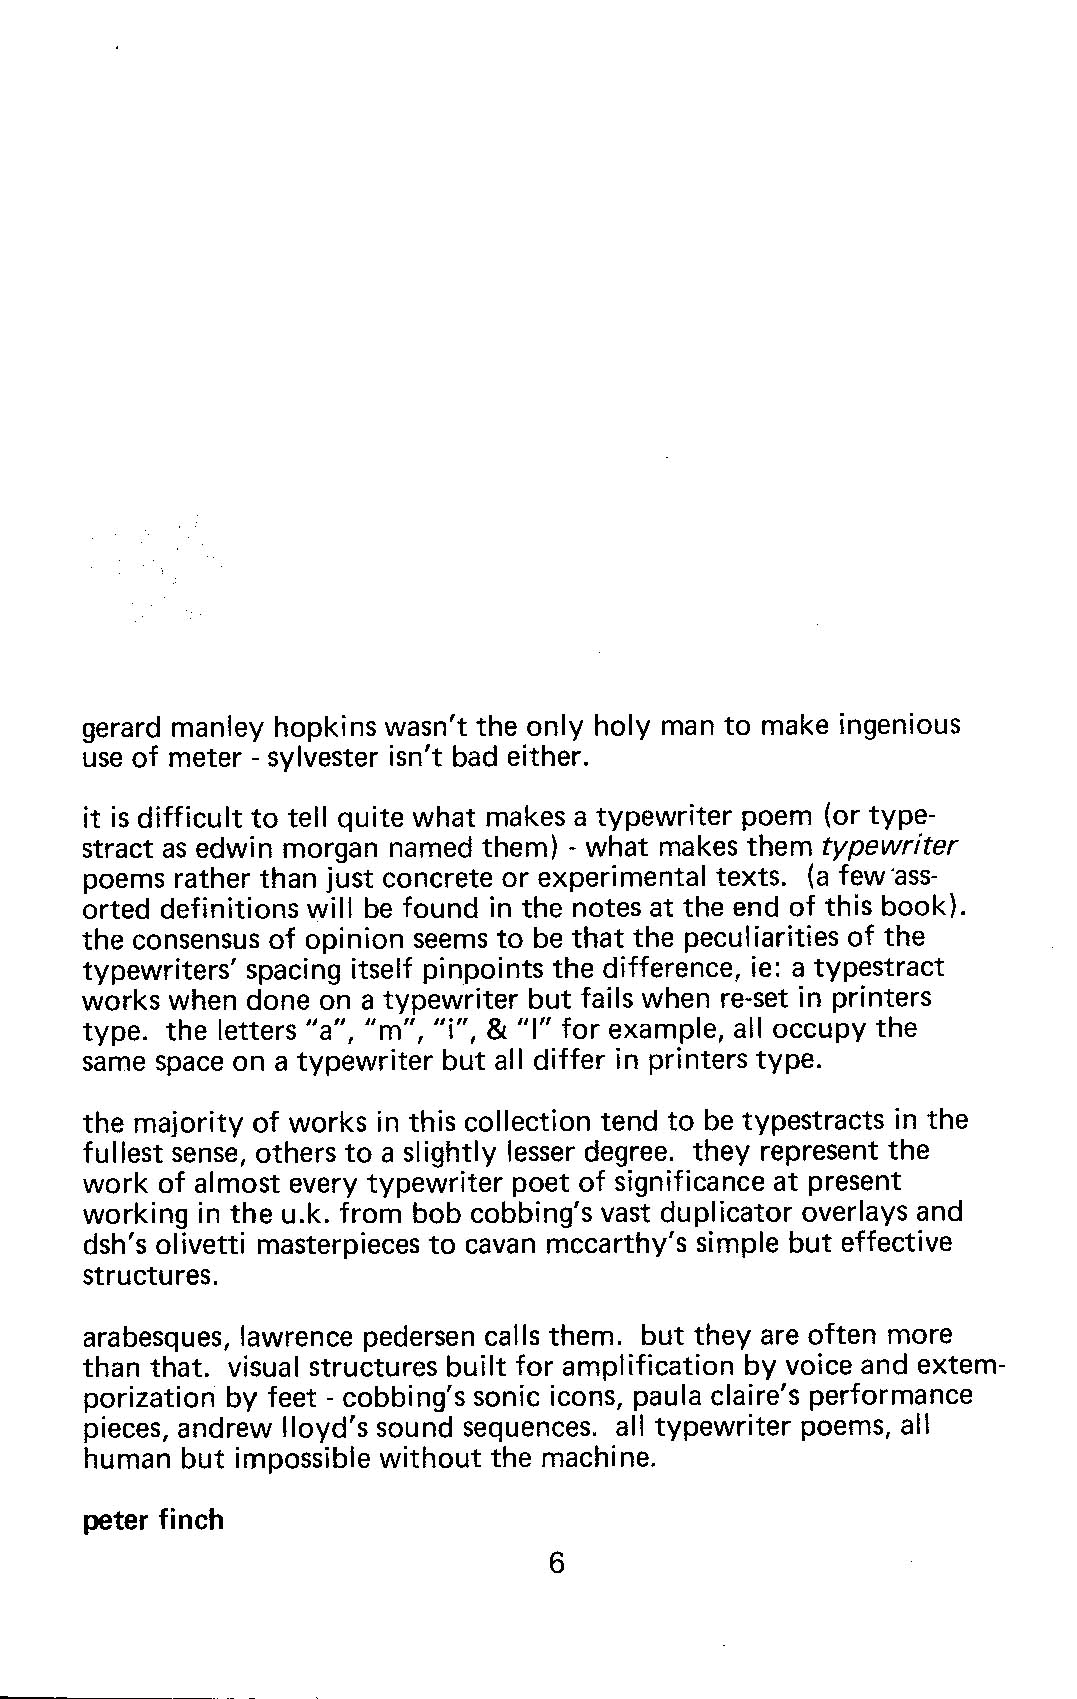 gerard manley hopkins wasn't the only holy man to make ingenious
use of meter - sylvester isn't bad either.
it is difficult to tell quite what makes a typewriter poem (or type-
stract as edwin morgan named them) - what makes them typewriter
poems rather than just concrete or experimental texts. (a few ass-
orted definitions will be found in the notes at the end of this book).
the consensus of opinion seems to be that the peculiarities of the
typewriters' spacing itself pinpoints the difference, ie: a typestract
works when done on a typewriter but fails when re-set in printers
type. the letters "a", "m", "i", & "l" for example, all occupy the
same space on a typewriter but all differ in printers type.
the majority of works in this collection tend to be typestracts in the
fullest sense, others to a slightly lesser degree. they represent the
work of almost every typewriter poet of significance at present
working in the u.k. from bob cobbing's vast duplicator overlays and
dsh's olivetti masterpieces to cavan mccarthy's simple but effective
structures.
arabesques, lawrence pedersen calls them. but they are often more
than that. visual structures built for amplification by voice and extem-
porization by feet - cobbing's sonic icons, paula claire's performance
pieces, andrew lloyd's sound sequences. all typewriter poems, all
human but impossible without the machine.
peter finch
6